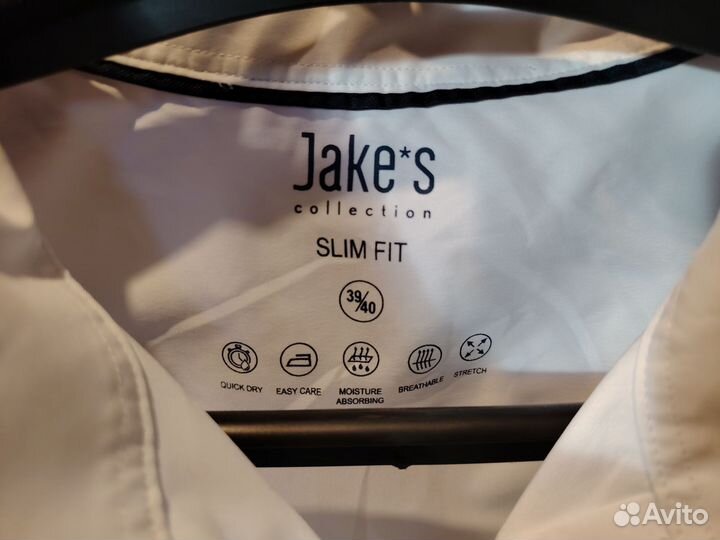 Jake*s
collection
SLIM FIT
39/40
QUICK DRY
EASY CARE
MOISTURE
ABSORBING
BREATHABLE
STRETCH
Avito